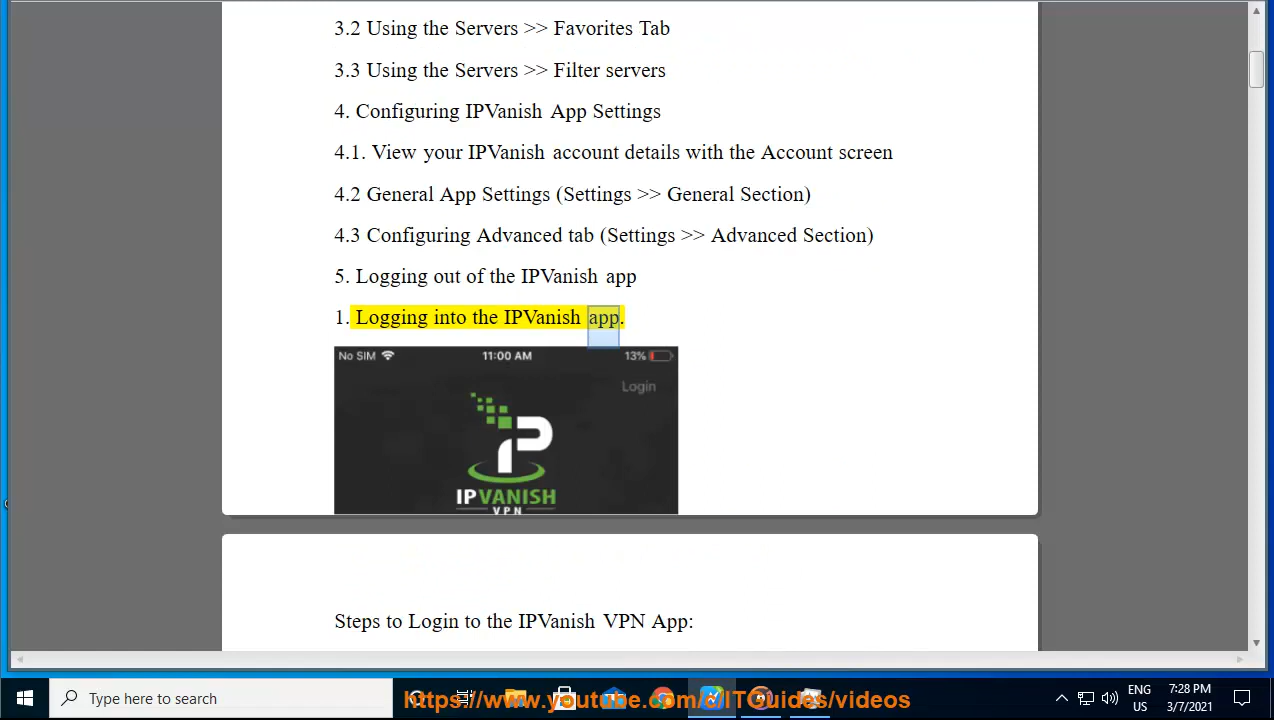 3.2 Using the Servers >> Favorites Tab
3.3 Using the Servers >> Filter servers
4. Configuring IPVanish App Settings
4.1. View your IPVanish account details with the Account screen
4.2 General App Settings (Settings >> General Section)
4.3 Configuring Advanced tab (Settings >> Advanced Section)
5. Logging out of the IPVanish app
1. Logging into the IPVanish app.
No SIM 11:00 AM 13%
Login
IPVANISH
VPN
Steps to Login to the IPVanish VPN App:
Type here to search
https://www.youtube.com/c/ITGuides/videos
ENG
US
7:28 PM
3/7/2021